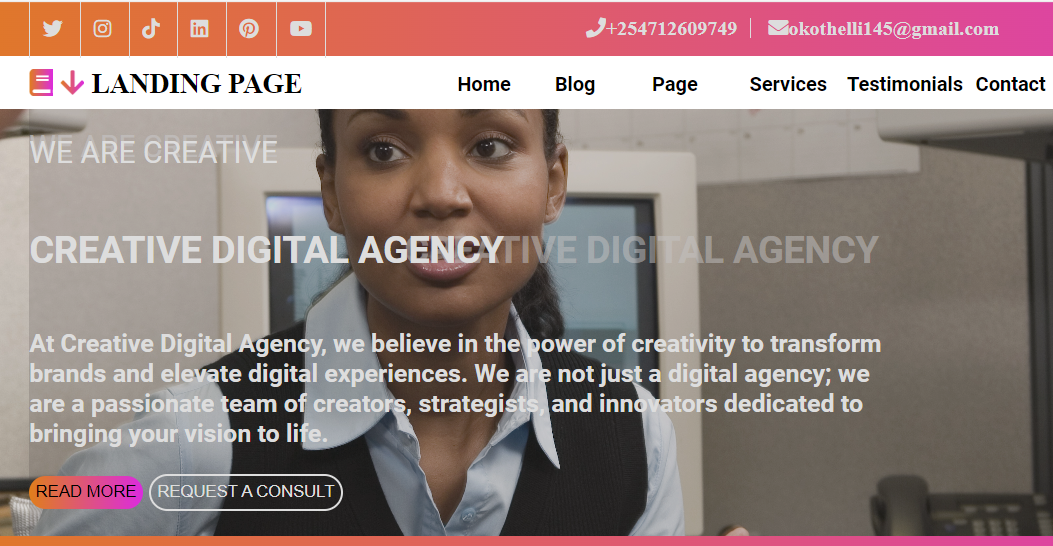 +254712609749
okothelli145@gmail.com
LANDING PAGE
Home Blog Page Services Testimonials Contact
WE ARE CREATIVE
CREATIVE DIGITAL AGENCY
CREATIVE DIGITAL AGENCY
At Creative Digital Agency, we believe in the power of creativity to transform
brands and elevate digital experiences. We are not just a digital agency; we
are a passionate team of creators, strategists, and innovators dedicated to
bringing your vision to life.
READ MORE
REQUEST A CONSULT